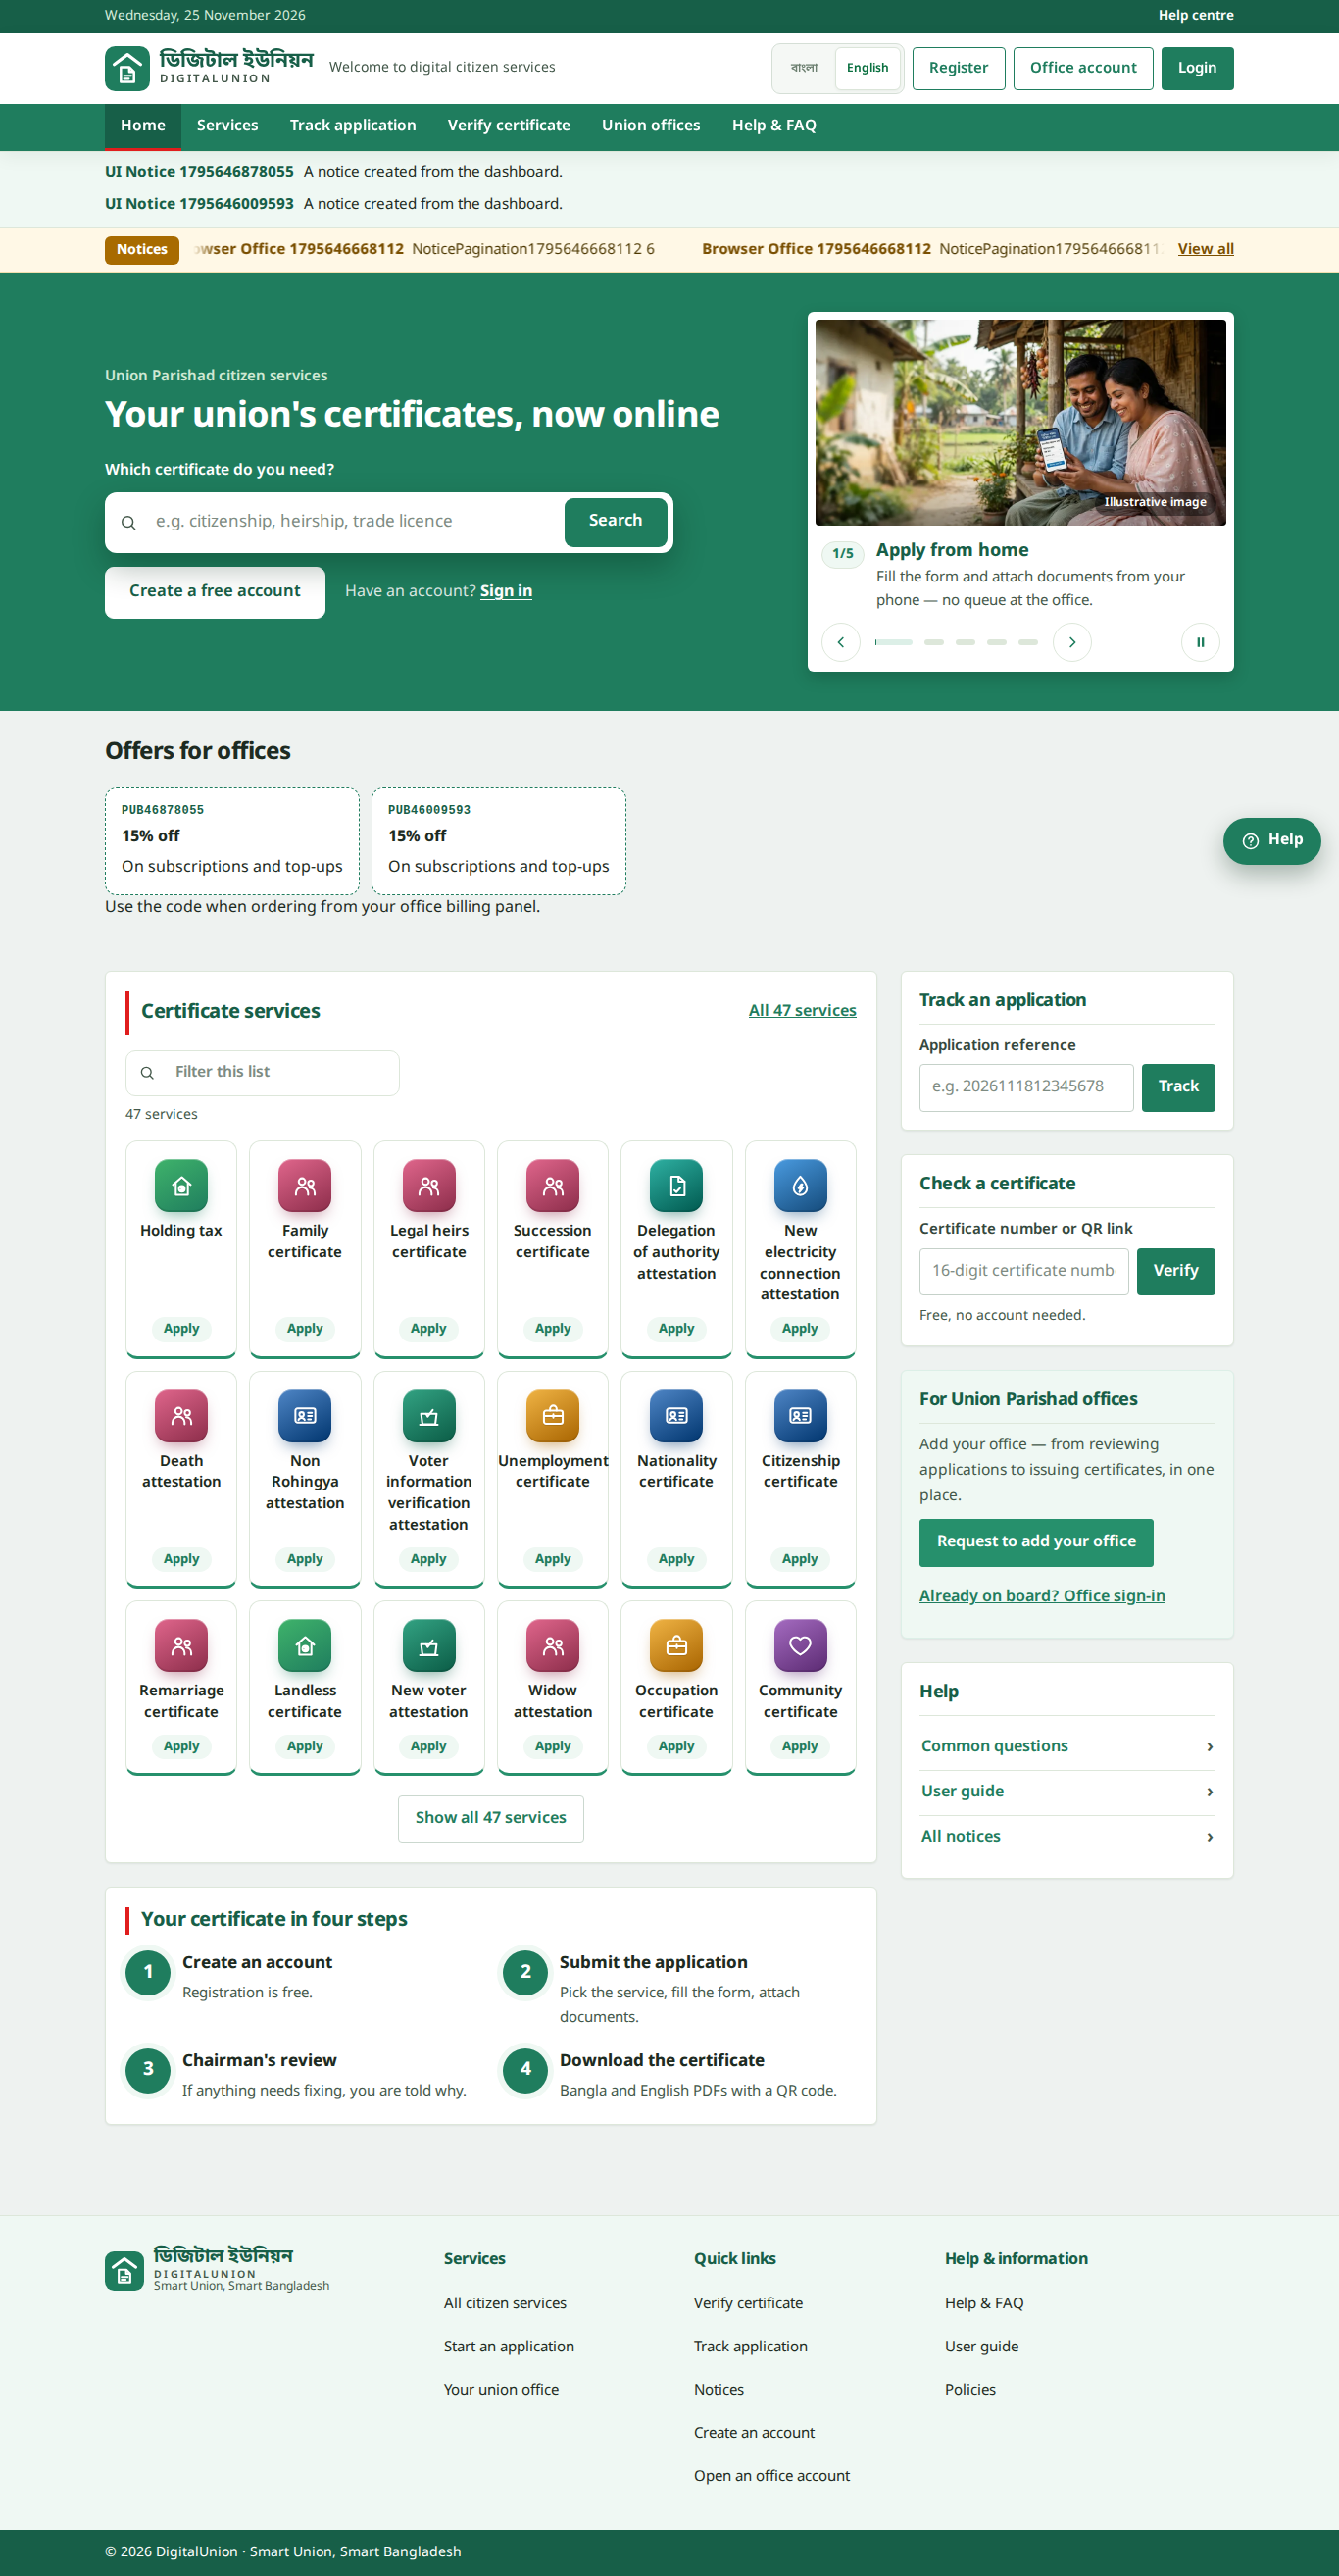 Wednesday, 25 November 2026
Help centre
ডিজিটাল ইউনিয়ন
DIGITALUNION
Welcome to digital citizen services
বাংলা
English
Register
Office account
Login
Home
Services
Track application
Verify certificate
Union offices
Help & FAQ
UI Notice 1795646878055 A notice created from the dashboard.
UI Notice 1795646009593 A notice created from the dashboard.
Notices
Office 1795646668112 NoticePagination1795646668112 6
Browser Office 1795646668112
View all
Union Parishad citizen services
Your union's certificates, now online
Which certificate do you need?
e.g. citizenship, heirship, trade licence
Search
Create a free account
Have an account? Sign in
Illustrative image
1/5
Apply from home
Fill the form and attach documents from your
phone — no queue at the office.
Offers for offices
PUB46878055
15% off
On subscriptions and top-ups
PUB46009593
15% off
On subscriptions and top-ups
Use the code when ordering from your office billing panel.
Help
Certificate services
All 47 services
Filter this list
47 services
Holding tax
Apply
Family
certificate
Apply
Legal heirs
certificate
Apply
Succession
certificate
Apply
Delegation
of authority
attestation
Apply
New
electricity
connection
attestation
Apply
Death
attestation
Apply
Non
Rohingya
attestation
Apply
Voter
information
verification
attestation
Apply
Unemployment
certificate
Apply
Nationality
certificate
Apply
Citizenship
certificate
Apply
Remarriage
certificate
Apply
Landless
certificate
Apply
New voter
attestation
Apply
Widow
attestation
Apply
Occupation
certificate
Apply
Community
certificate
Apply
Show all 47 services
Track an application
Application reference
e.g. 2026111812345678
Track
Check a certificate
Certificate number or QR link
16-digit certificate
Verify
Free, no account needed.
For Union Parishad offices
Add your office — from reviewing
applications to issuing certificates, in one
place.
Request to add your office
Already on board? Office sign-in
Help
Common questions
User guide
All notices
Your certificate in four steps
1
Create an account
Registration is free.
2
Submit the application
Pick the service, fill the form, attach
documents.
3
Chairman's review
If anything needs fixing, you are told why.
4
Download the certificate
Bangla and English PDFs with a QR code.
ডিজিটাল ইউনিয়ন
DIGITALUNION
Smart Union, Smart Bangladesh
Services
All citizen services
Start an application
Your union office
Quick links
Verify certificate
Track application
Notices
Create an account
Open an office account
Help & information
Help & FAQ
User guide
Policies
© 2026 DigitalUnion · Smart Union, Smart Bangladesh